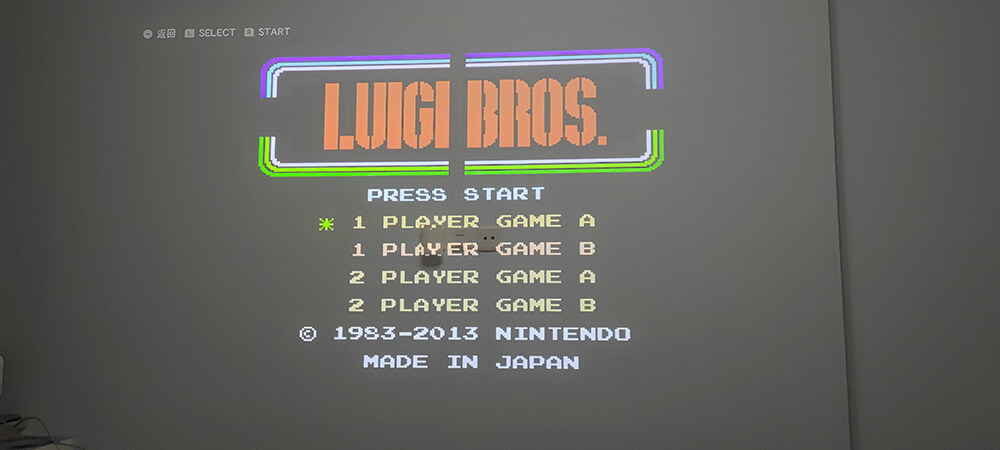 返回 SELECT R START
LUIGI BROS.
PRESS START
1 PLAYER GAME A
1 PLAYER GAME B
2 PLAYER GAME A
2 PLAYER GAME B
© 1983-2013 NINTENDO
MADE IN JAPAN